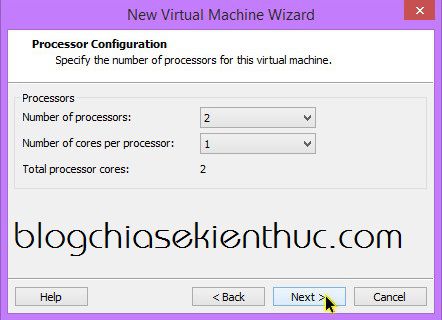 New Virtual Machine Wizard
Processor Configuration
Specify the number of processors for this virtual machine.
Processors
Number of processors: 2
Number of cores per processor: 1
Total processor cores: 2
blogchiasekienthuc.com
Help < Back Next > Cancel